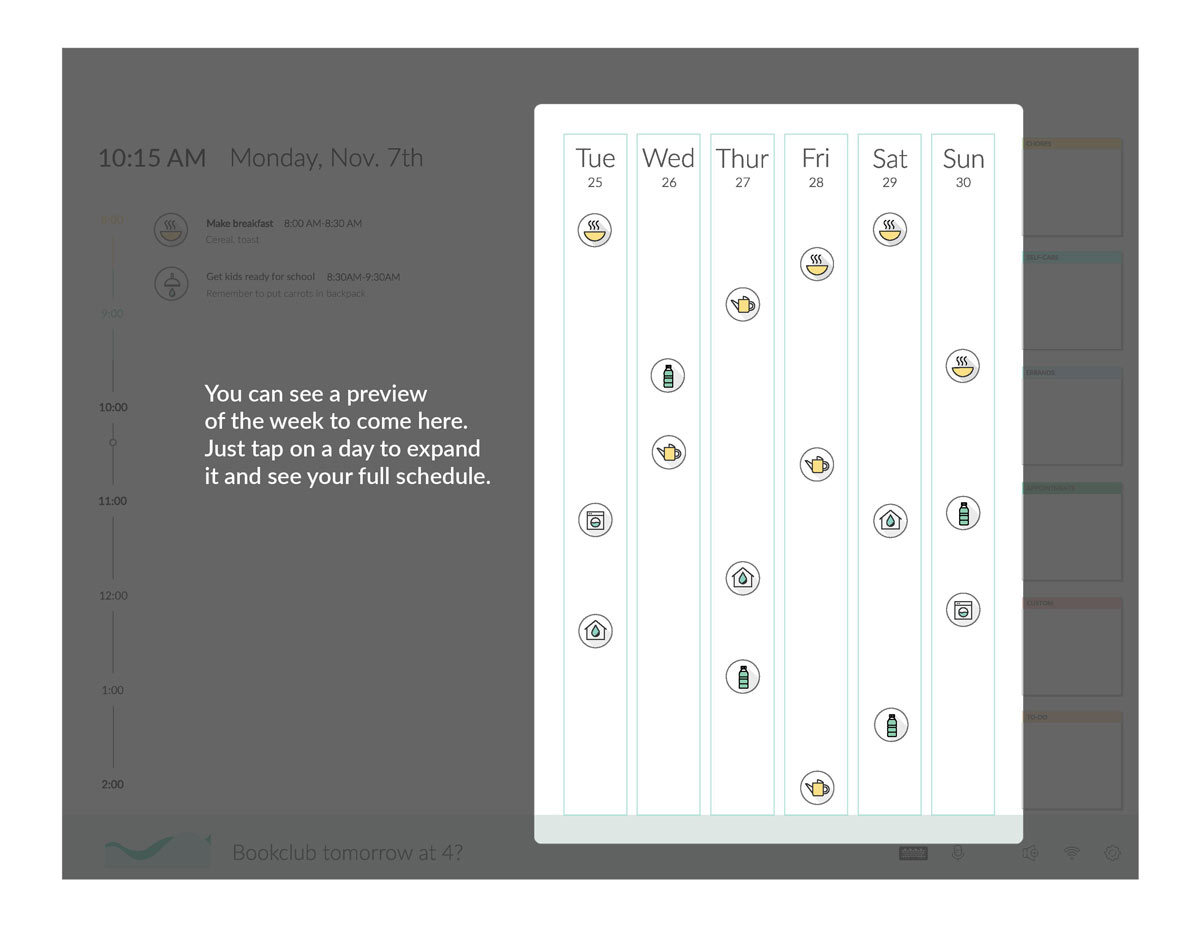 10:15 AM Monday, Nov. 7th
8:00
Make breakfast 8:00 AM-8:30 AM
Cereal, toast
Get kids ready for school 8:30AM-9:30AM
Remember to put carrots in backpack
9:00
10:00
11:00
12:00
1:00
2:00
You can see a preview
of the week to come here.
Just tap on a day to expand
it and see your full schedule.
Tue Wed Thur Fri Sat Sun
25 26 27 28 29 30
CHORES
SELF-CARE
ERRANDS
APPOINTMENTS
CUSTOM
TO-DO
Bookclub tomorrow at 4?